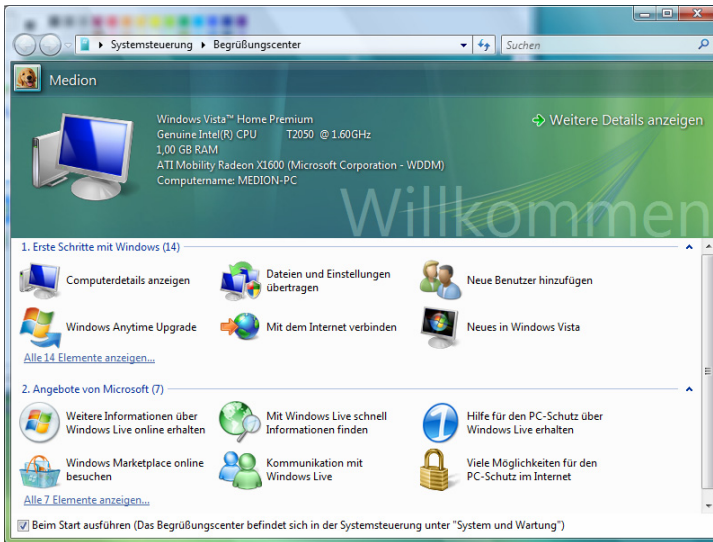 Systemsteuerung ▸ Begrüßungscenter
Suchen
Medion
Windows Vista™ Home Premium
Genuine Intel(R) CPU T2050 @ 1.60GHz
1,00 GB RAM
ATI Mobility Radeon X1600 (Microsoft Corporation - WDDM)
Computername: MEDION-PC
Weitere Details anzeigen
Willkommen
1. Erste Schritte mit Windows (14)
Computerdetails anzeigen
Dateien und Einstellungen
übertragen
Neue Benutzer hinzufügen
Windows Anytime Upgrade
Mit dem Internet verbinden
Neues in Windows Vista
Alle 14 Elemente anzeigen...
2. Angebote von Microsoft (7)
Weitere Informationen über
Windows Live online erhalten
Mit Windows Live schnell
Informationen finden
Hilfe für den PC-Schutz über
Windows Live erhalten
Windows Marketplace online
besuchen
Kommunikation mit
Windows Live
Viele Möglichkeiten für den
PC-Schutz im Internet
Alle 7 Elemente anzeigen...
Beim Start ausführen (Das Begrüßungscenter befindet sich in der Systemsteuerung unter "System und Wartung")